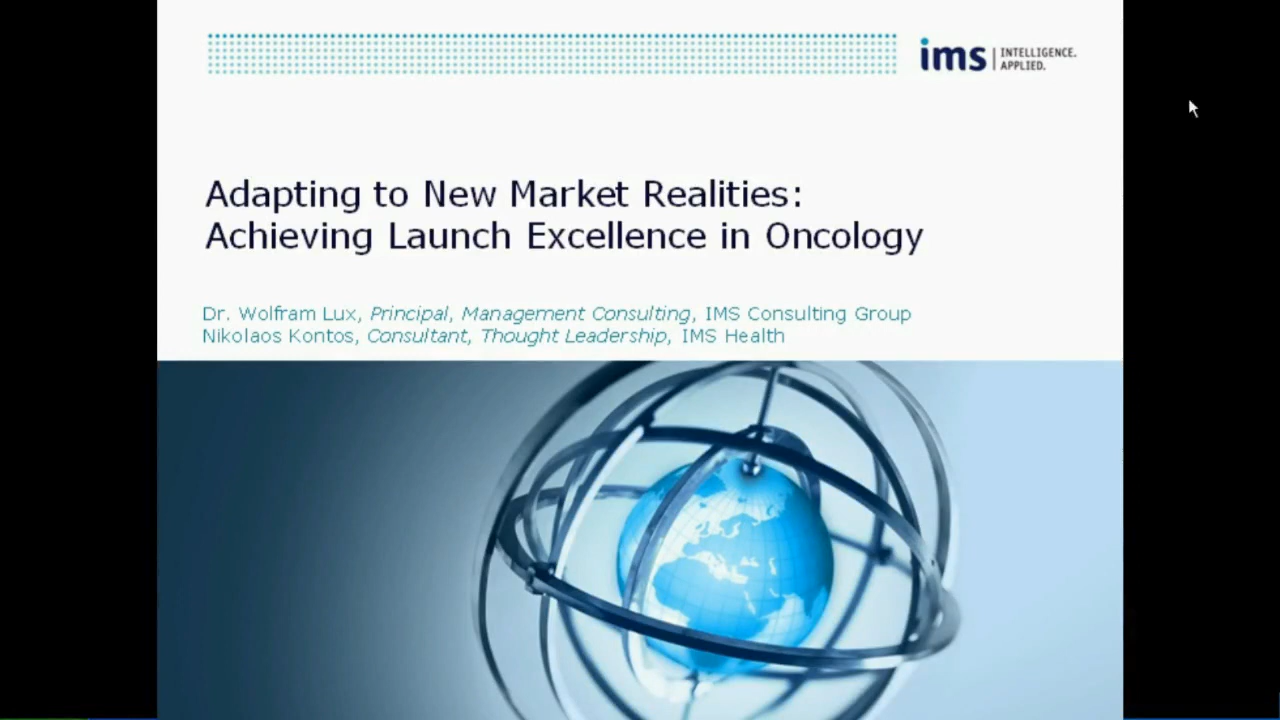 ims | INTELLIGENCE.
APPLIED.
Adapting to New Market Realities:
Achieving Launch Excellence in Oncology
Dr. Wolfram Lux, Principal, Management Consulting, IMS Consulting Group
Nikolaos Kontos, Consultant, Thought Leadership, IMS Health